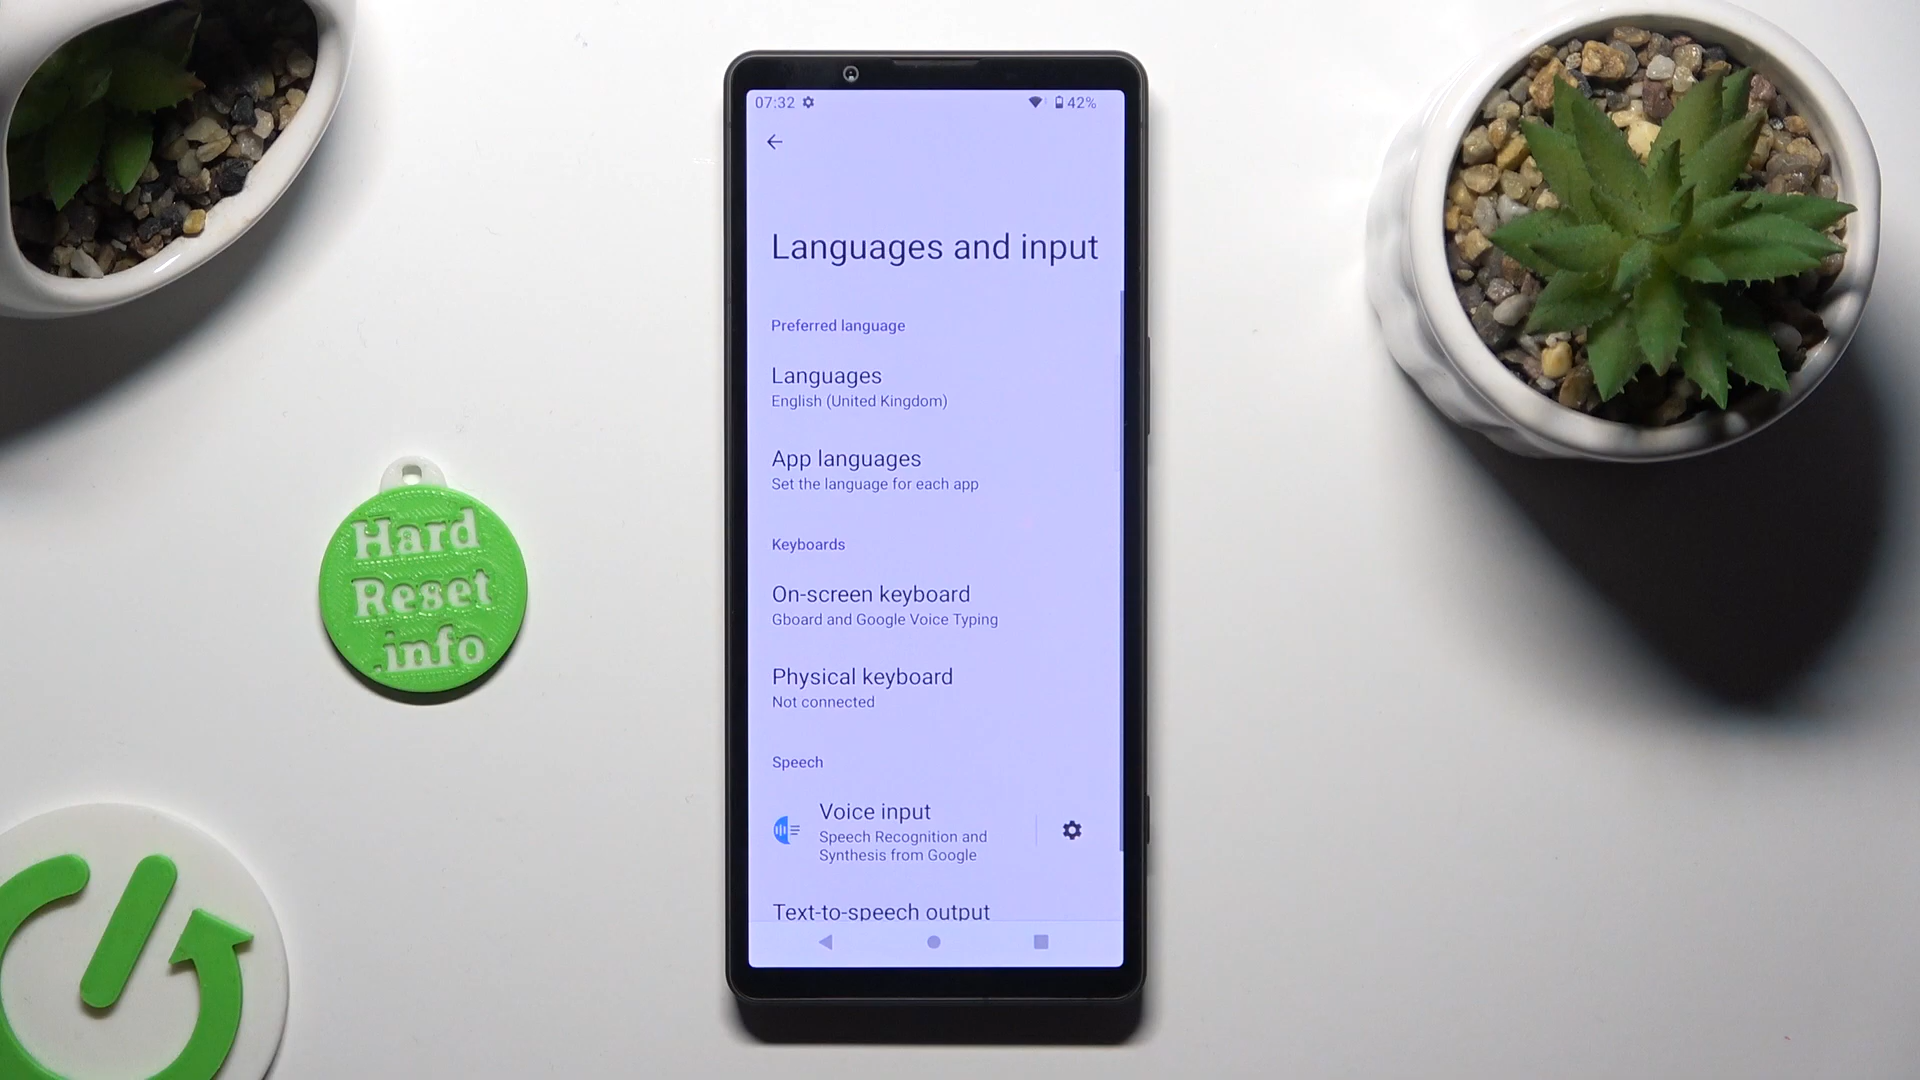 07:32
42%
Languages and input
Preferred language
Languages
English (United Kingdom)
App languages
Set the language for each app
Keyboards
On-screen keyboard
Gboard and Google Voice Typing
Physical keyboard
Not connected
Speech
Voice input
Speech Recognition and
Synthesis from Google
Text-to-speech output
Hard
Reset
.info